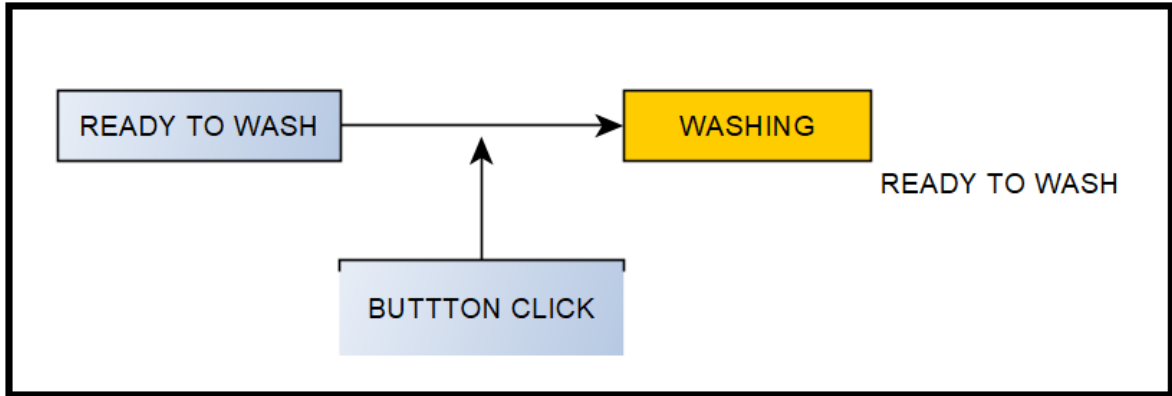 READY TO WASH
WASHING
READY TO WASH
BUTTTON CLICK